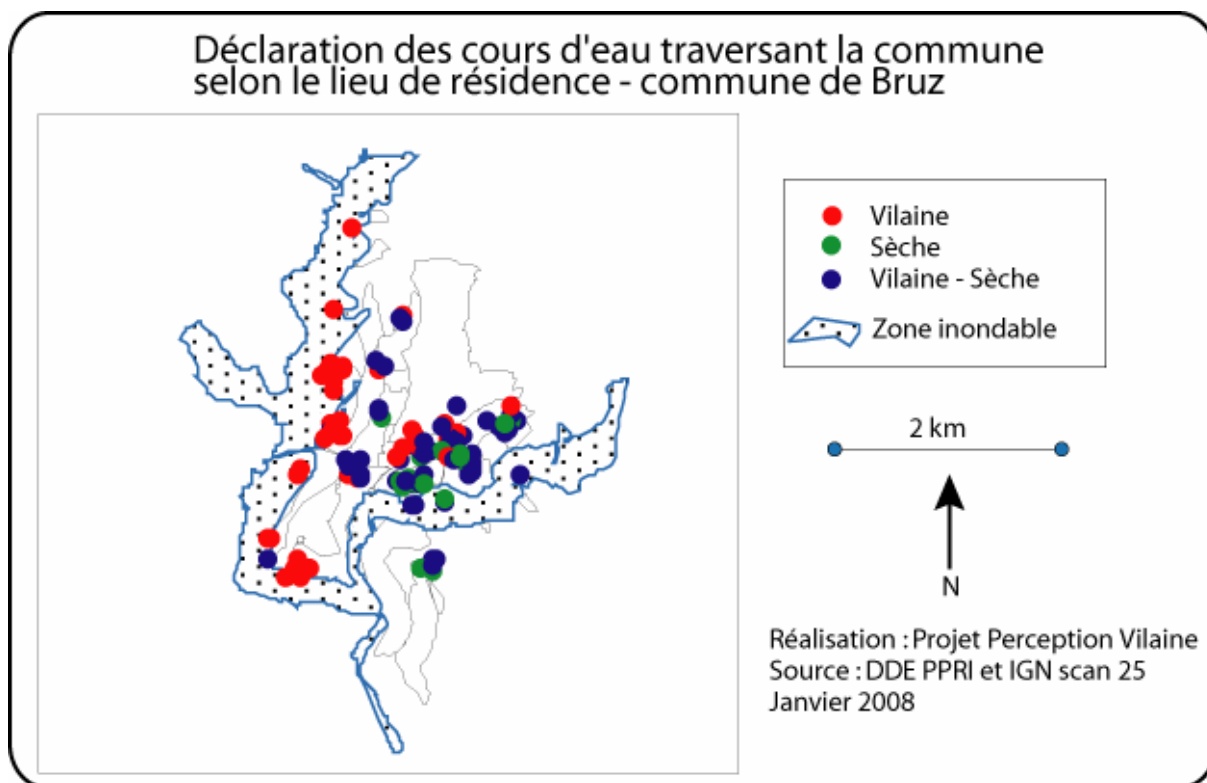 Déclaration des cours d'eau traversant la commune
selon le lieu de résidence - commune de Bruz
Vilaine
Sèche
Vilaine - Sèche
Zone inondable
2 km
N
Réalisation : Projet Perception Vilaine
Source : DDE PPRI et IGN scan 25
Janvier 2008